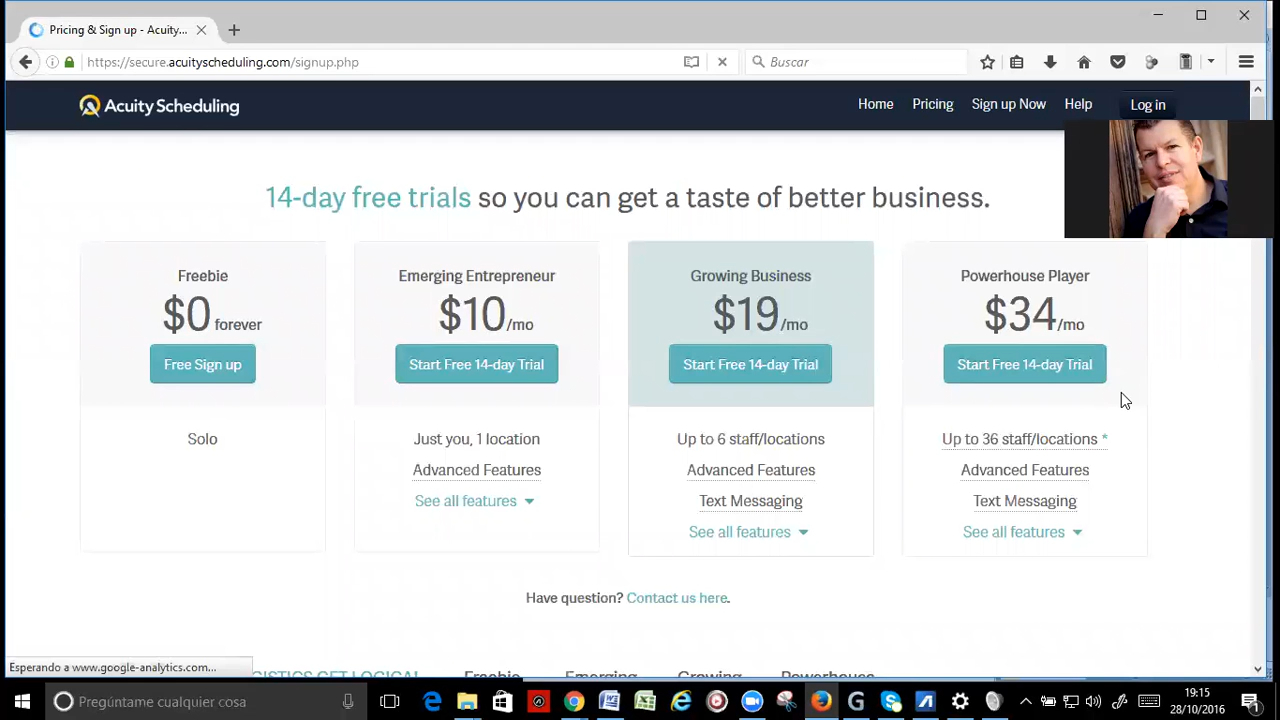 Pricing & Sign up - Acuity...
https://secure.acuityscheduling.com/signup.php
Buscar
Acuity Scheduling
Home
Pricing
Sign up Now
Help
Log in
14-day free trials so you can get a taste of better business.
Freebie
$0 forever
Free Sign up
Solo
Emerging Entrepreneur
$10/mo
Start Free 14-day Trial
Just you, 1 location
Advanced Features
See all features
Growing Business
$19/mo
Start Free 14-day Trial
Up to 6 staff/locations
Advanced Features
Text Messaging
See all features
Powerhouse Player
$34/mo
Start Free 14-day Trial
Up to 36 staff/locations *
Advanced Features
Text Messaging
See all features
Have question? Contact us here.
Freebie
Emerging
Growing
Powerhouse
Esperando a www.google-analytics.com...
Pregúntame cualquier cosa
19:15
28/10/2016